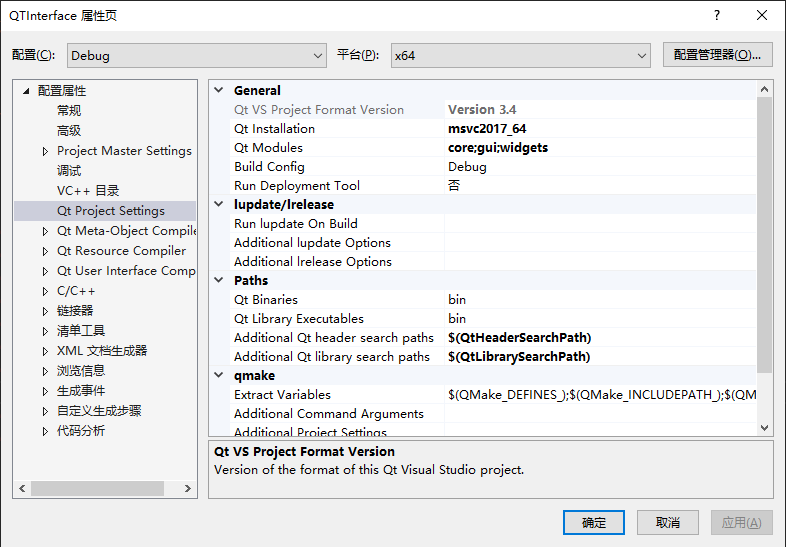 QTInterface 属性页
配置(C): Debug 平台(P): x64 配置管理器(O)...
配置属性
常规
高级
Project Master Settings
调试
VC++ 目录
Qt Project Settings
Qt Meta-Object Compile
Qt Resource Compiler
Qt User Interface Comp
C/C++
链接器
清单工具
XML 文档生成器
浏览信息
生成事件
自定义生成步骤
代码分析
General
Qt VS Project Format Version Version 3.4
Qt Installation msvc2017_64
Qt Modules core;gui;widgets
Build Config Debug
Run Deployment Tool 否
lupdate/lrelease
Run lupdate On Build
Additional lupdate Options
Additional lrelease Options
Paths
Qt Binaries bin
Qt Library Executables bin
Additional Qt header search paths $(QtHeaderSearchPath)
Additional Qt library search paths $(QtLibrarySearchPath)
qmake
Extract Variables $(QMake_DEFINES_);$(QMake_INCLUDEPATH_);$(QM
Additional Command Arguments
Additional Project Settings
Qt VS Project Format Version
Version of the format of this Qt Visual Studio project.
确定 取消 应用(A)